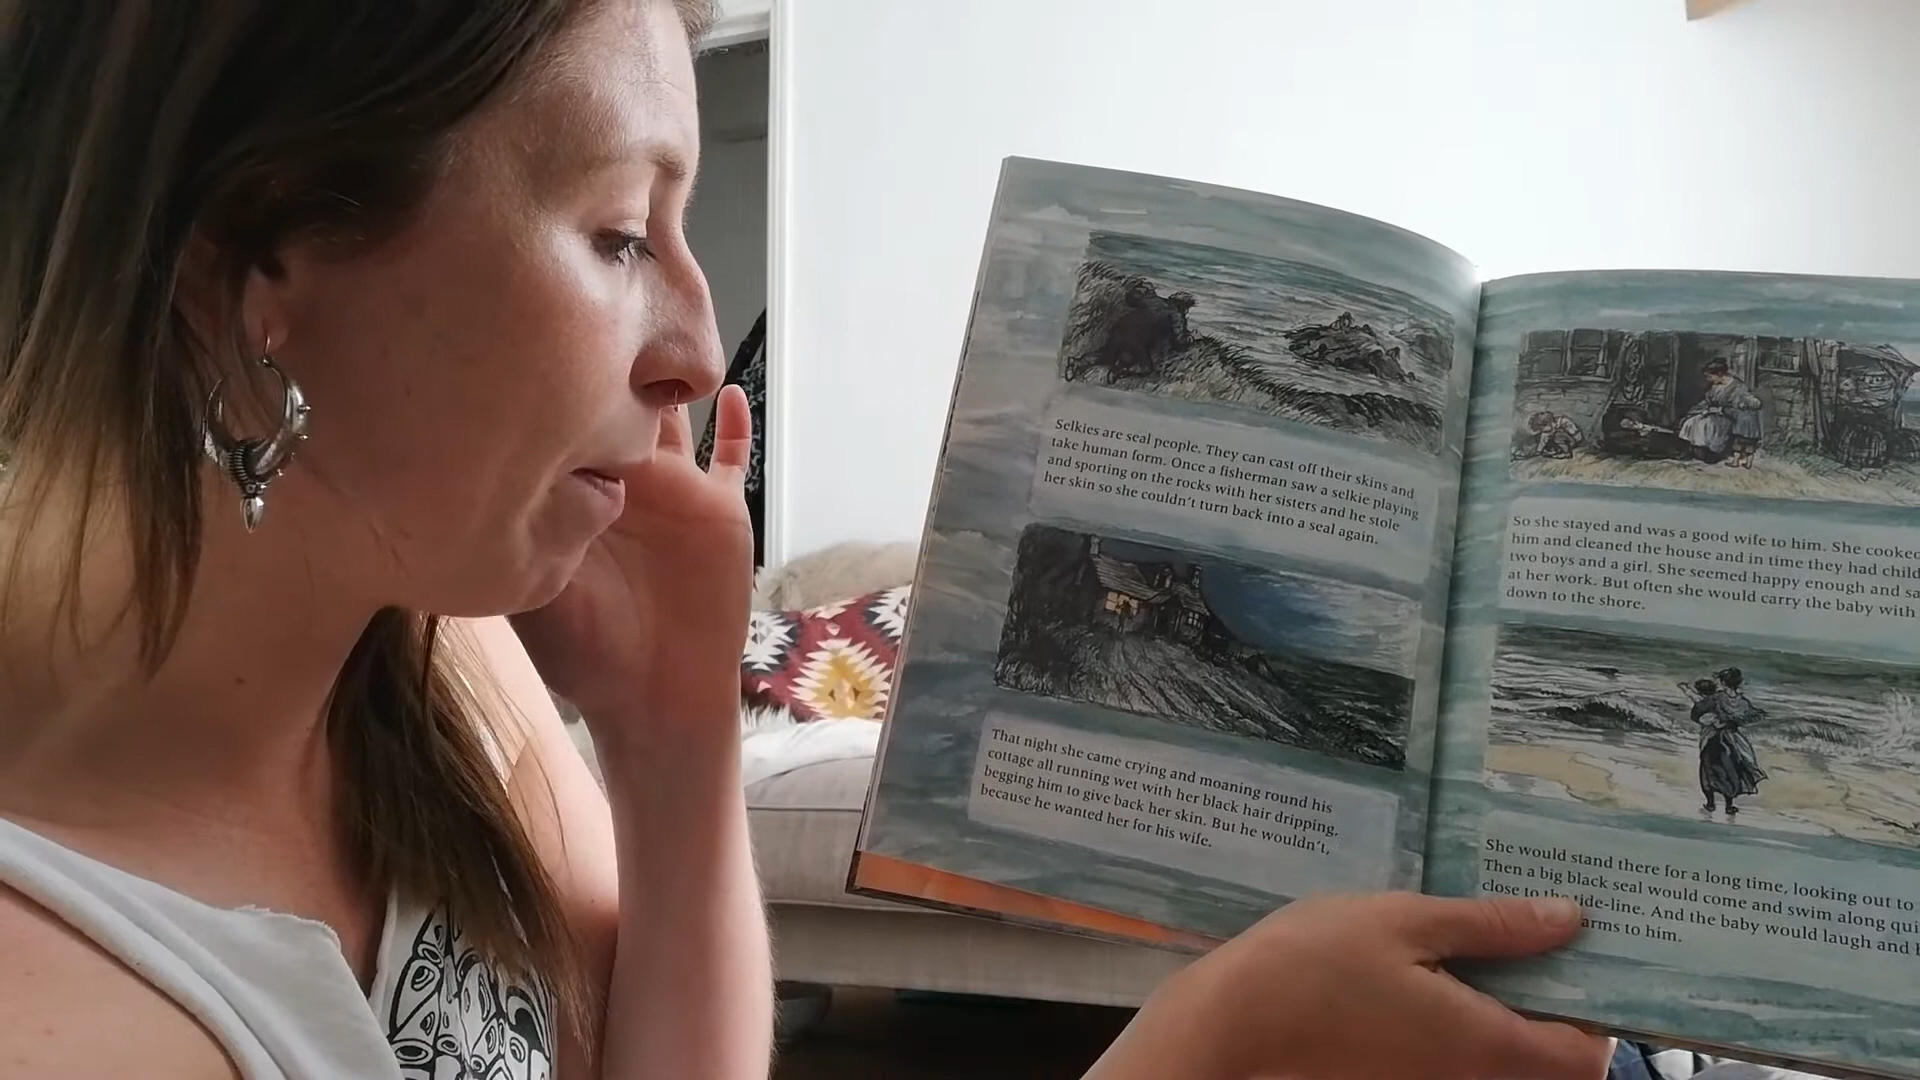 Selkies are seal people. They can cast off their skins and
take human form. Once a fisherman saw a selkie playing
and sporting on the rocks with her sisters and he stole
her skin so she couldn't turn back into a seal again.
That night she came crying and moaning round his
cottage all running wet with her black hair dripping,
begging him to give back her skin. But he wouldn't,
because he wanted her for his wife.
So she stayed and was a good wife to him. She cooked
him and cleaned the house and in time they had
two boys and a girl. She seemed happy enough and
at her work. But often she would carry the baby with
down to the shore.
She would stand there for a long time, looking out to
Then a big black seal would come and swim along
close to the tide-line. And the baby would laugh and
arms to him.